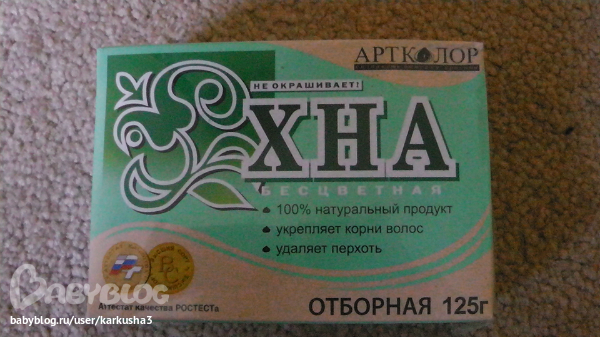 АРТКОЛОР
НЕ ОКРАШИВАЕТ!
ХНА
БЕСЦВЕТНАЯ
100% натуральный продукт
укрепляет корни волос
удаляет перхоть
Аттестат качества РОСТЕСТа
ОТБОРНАЯ 125г
BABYBLOG
babyblog.ru/user/karkusha3